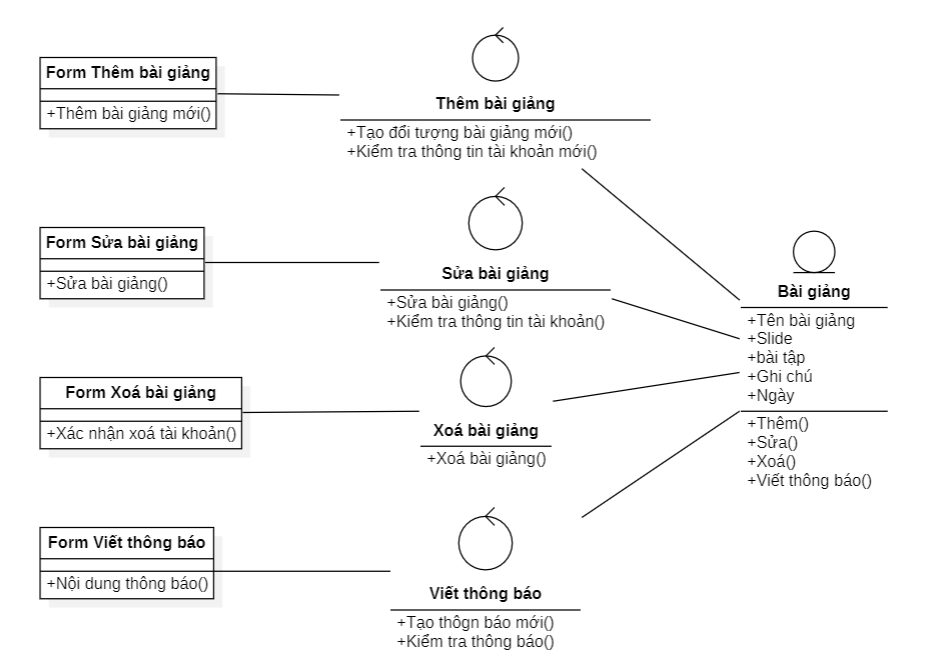 Form Thêm bài giảng
+Thêm bài giảng mới()
Thêm bài giảng
+Tạo đổi tượng bài giảng mới()
+Kiểm tra thông tin tài khoản mới()
Form Sửa bài giảng
+Sửa bài giảng()
Sửa bài giảng
+Sửa bài giảng()
+Kiểm tra thông tin tài khoản()
Form Xoá bài giảng
+Xác nhận xoá tài khoản()
Xoá bài giảng
+Xoá bài giảng()
Form Viết thông báo
+Nội dung thông báo()
Viết thông báo
+Tạo thôgn báo mới()
+Kiểm tra thông báo()
Bài giảng
+Tên bài giảng
+Slide
+bài tập
+Ghi chú
+Ngày
+Thêm()
+Sửa()
+Xoá()
+Viết thông báo()